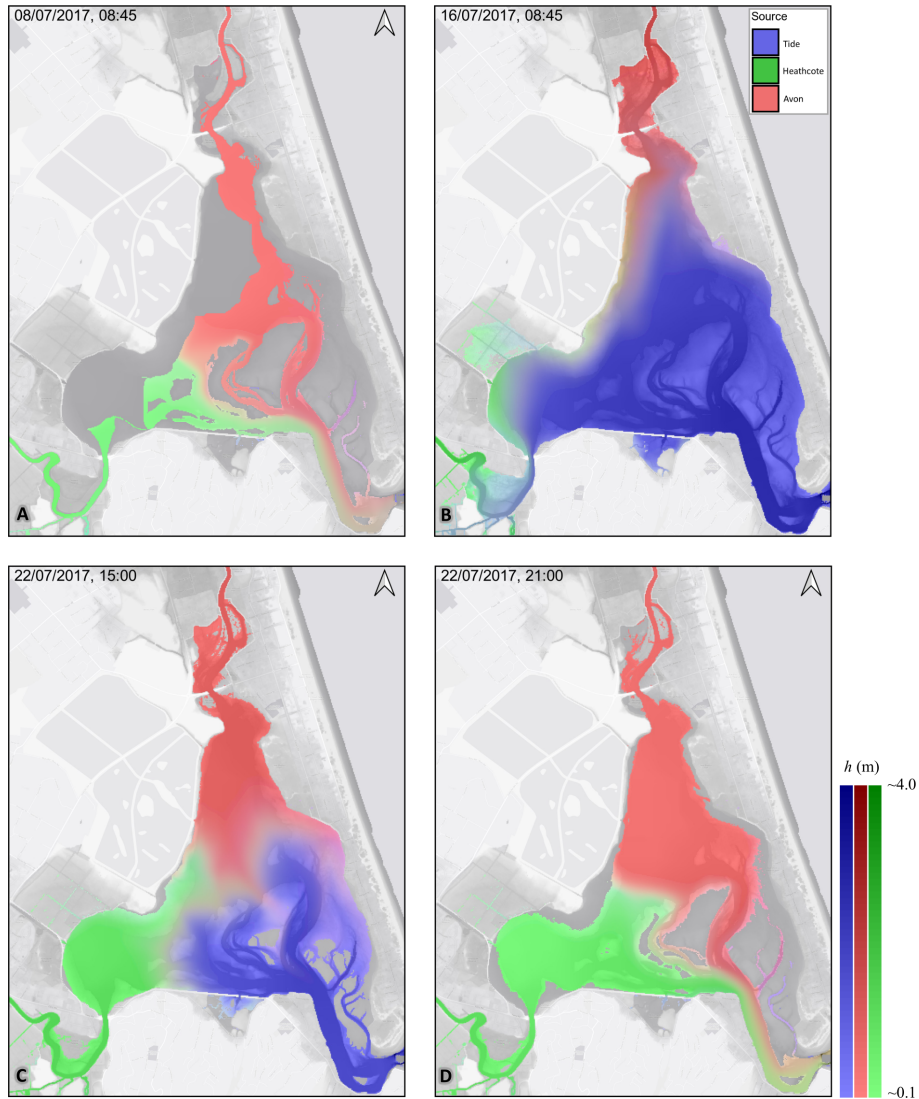 08/07/2017, 08:45
A
16/07/2017, 08:45
Source
Tide
Heathcote
Avon
B
22/07/2017, 15:00
C
22/07/2017, 21:00
D
h (m)
~4.0
~0.1